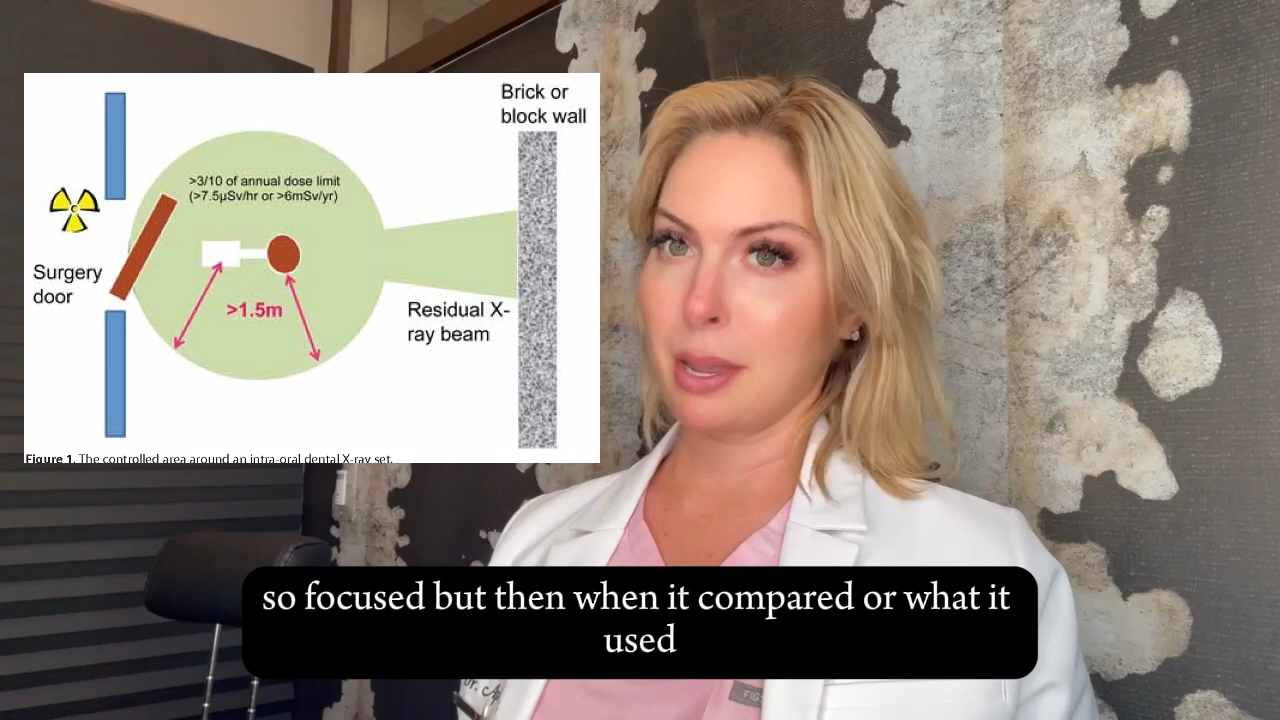 Brick or
block wall
>3/10 of annual dose limit
(>7.5µSv/hr or >6mSv/yr)
Surgery
door
>1.5m
Residual X-
ray beam
Figure 1. The controlled area around an intra-oral dental X-ray set.
so focused but then when it compared or what it
used
Dr.
FIG